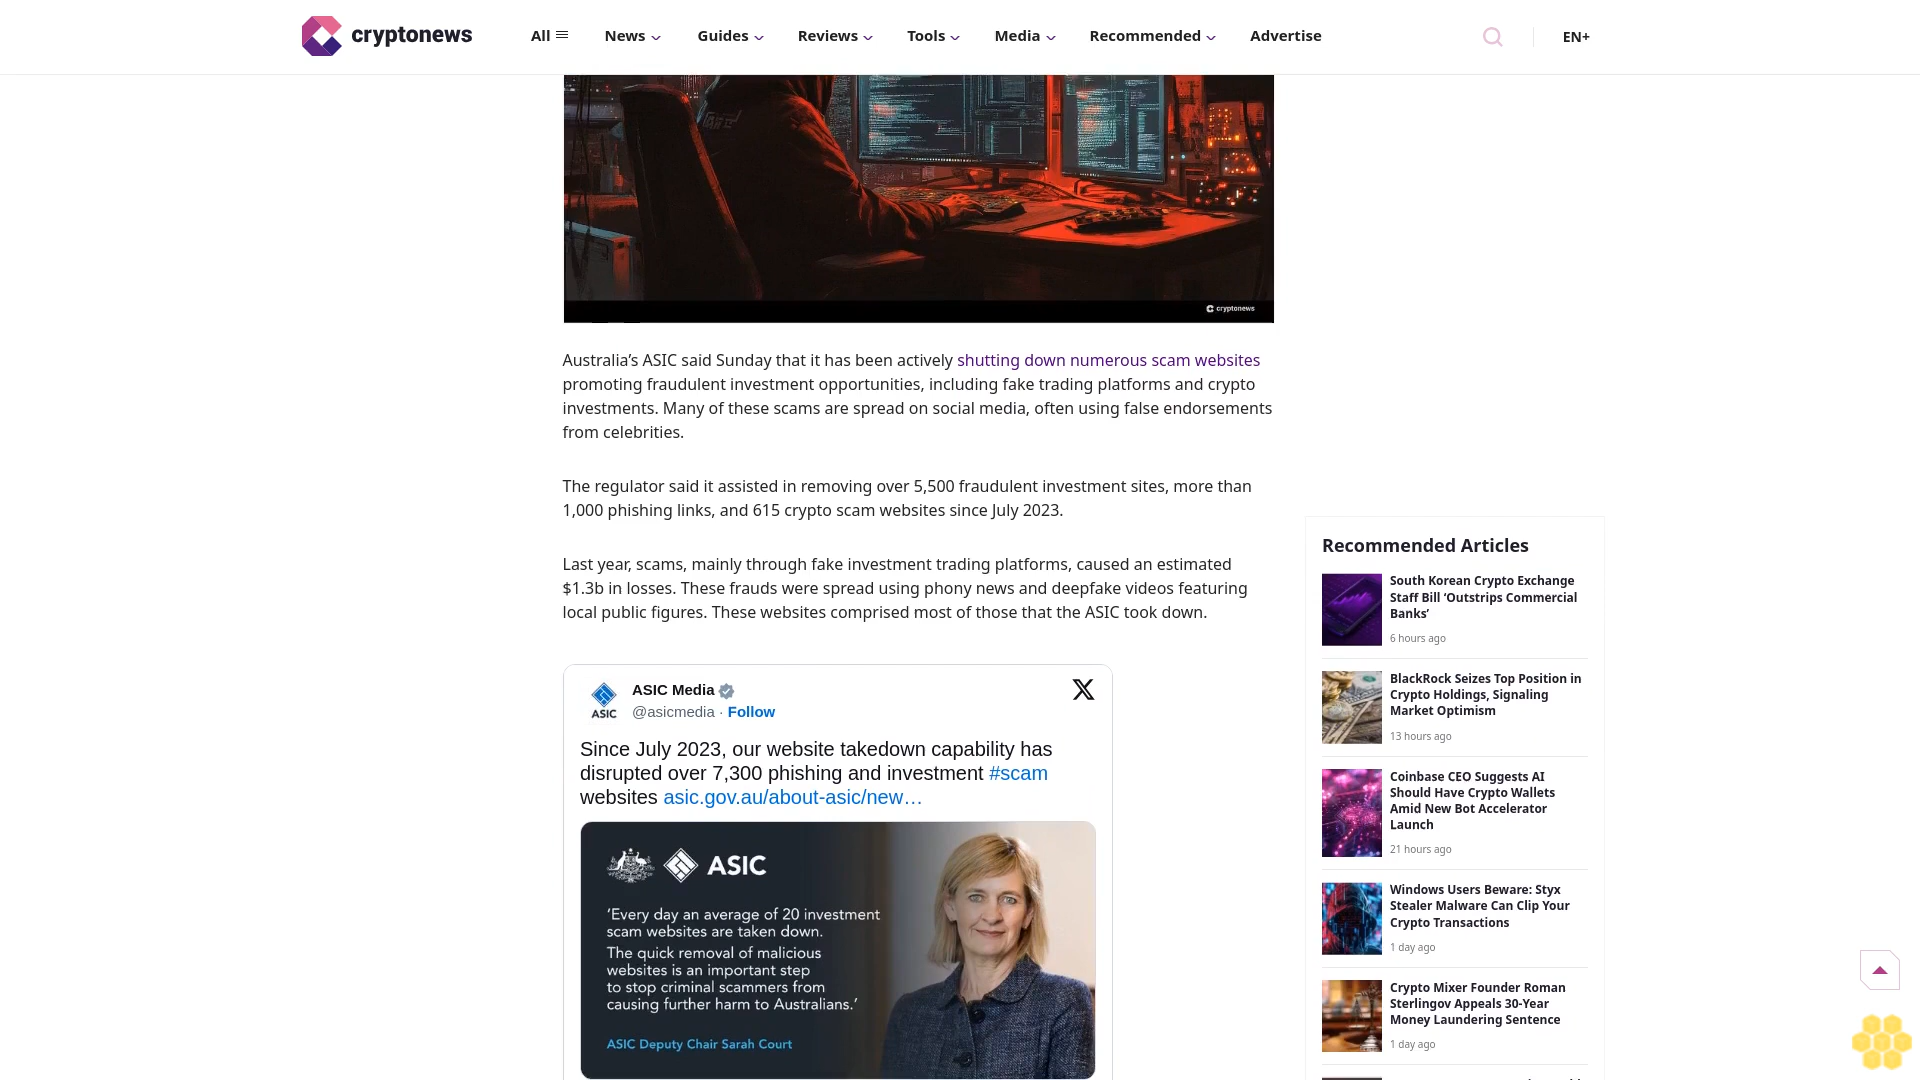 cryptonews
All
News
Guides
Reviews
Tools
Media
Recommended
Advertise
EN+
cryptonews
Australia’s ASIC said Sunday that it has been actively shutting down numerous scam websites
promoting fraudulent investment opportunities, including fake trading platforms and crypto
investments. Many of these scams are spread on social media, often using false endorsements
from celebrities.
The regulator said it assisted in removing over 5,500 fraudulent investment sites, more than
1,000 phishing links, and 615 crypto scam websites since July 2023.
Last year, scams, mainly through fake investment trading platforms, caused an estimated
$1.3b in losses. These frauds were spread using phony news and deepfake videos featuring
local public figures. These websites comprised most of those that the ASIC took down.
ASIC
ASIC Media
@asicmedia · Follow
Since July 2023, our website takedown capability has
disrupted over 7,300 phishing and investment #scam
websites asic.gov.au/about-asic/new…
ASIC
‘Every day an average of 20 investment
scam websites are taken down.
The quick removal of malicious
websites is an important step
to stop criminal scammers from
causing further harm to Australians.’
ASIC Deputy Chair Sarah Court
Recommended Articles
South Korean Crypto Exchange
Staff Bill ‘Outstrips Commercial
Banks’
6 hours ago
BlackRock Seizes Top Position in
Crypto Holdings, Signaling
Market Optimism
13 hours ago
Coinbase CEO Suggests AI
Should Have Crypto Wallets
Amid New Bot Accelerator
Launch
21 hours ago
Windows Users Beware: Styx
Stealer Malware Can Clip Your
Crypto Transactions
1 day ago
Crypto Mixer Founder Roman
Sterlingov Appeals 30-Year
Money Laundering Sentence
1 day ago